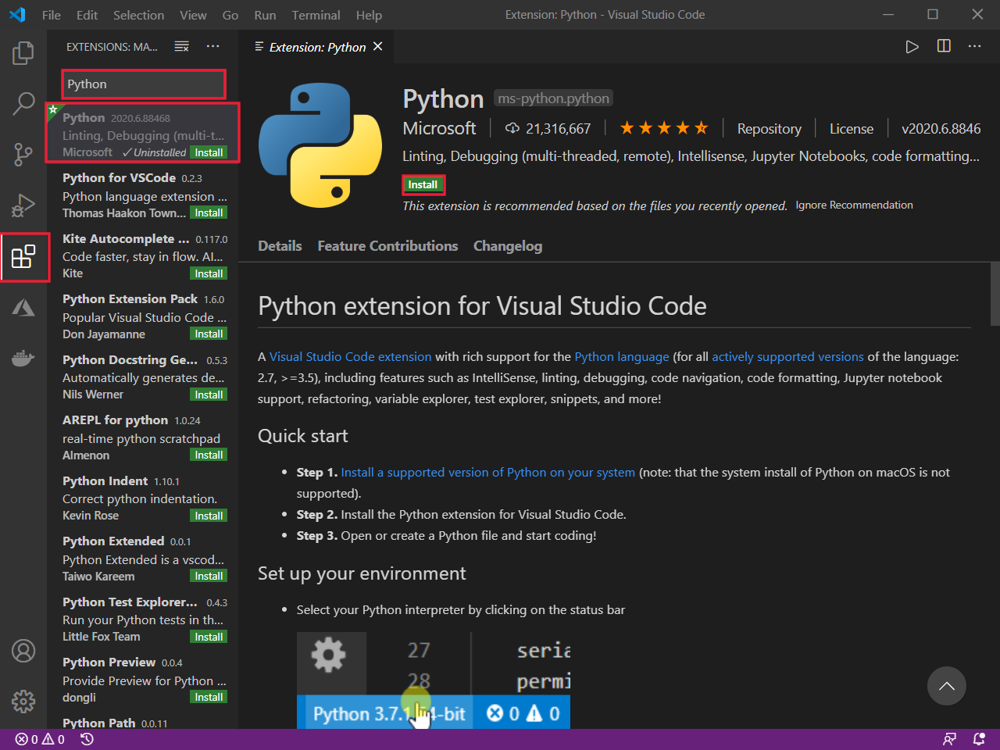 File Edit Selection View Go Run Terminal Help
Extension: Python - Visual Studio Code
EXTENSIONS: MA...
Extension: Python
Python
Python 2020.6.88468
Linting, Debugging (multi-t...
Microsoft ✓Uninstalled Install
Python for VSCode 0.2.3
Python language extension ...
Thomas Haakon Town... Install
Kite Autocomplete ... 0.117.0
Code faster, stay in flow. AI...
Kite Install
Python Extension Pack 1.6.0
Popular Visual Studio Code ...
Don Jayamanne Install
Python Docstring Ge... 0.5.3
Automatically generates de...
Nils Werner Install
AREPL for python 1.0.24
real-time python scratchpad
Almenon Install
Python Indent 1.10.1
Correct python indentation.
Kevin Rose Install
Python Extended 0.0.1
Python Extended is a vscod...
Taiwo Kareem Install
Python Test Explorer... 0.4.3
Run your Python tests in th...
Little Fox Team Install
Python Preview 0.0.4
Provide Preview for Python ...
dongli Install
Python Path 0.0.11
Python ms-python.python
Microsoft 21,316,667 Repository License v2020.6.8846
Linting, Debugging (multi-threaded, remote), Intellisense, Jupyter Notebooks, code formatting...
Install
This extension is recommended based on the files you recently opened. Ignore Recommendation
Details Feature Contributions Changelog
Python extension for Visual Studio Code
A Visual Studio Code extension with rich support for the Python language (for all actively supported versions of the language:
2.7, >=3.5), including features such as IntelliSense, linting, debugging, code navigation, code formatting, Jupyter notebook
support, refactoring, variable explorer, test explorer, snippets, and more!
Quick start
• Step 1. Install a supported version of Python on your system (note: that the system install of Python on macOS is not
supported).
• Step 2. Install the Python extension for Visual Studio Code.
• Step 3. Open or create a Python file and start coding!
Set up your environment
• Select your Python interpreter by clicking on the status bar
27 seria
28 permi
Python 3.7.1 4-bit 0 0
0 0